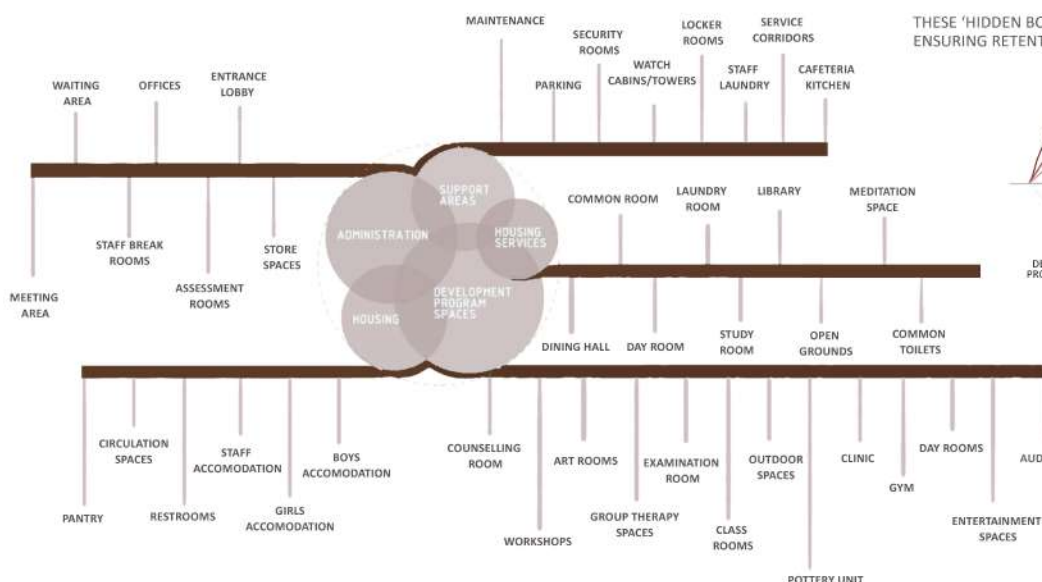 MAINTENANCE
SECURITY
ROOMS
LOCKER
ROOMS
SERVICE
CORRIDORS
THESE ‘HIDDEN BO
ENSURING RETENT
WAITING
AREA
OFFICES
ENTRANCE
LOBBY
PARKING
WATCH
CABINS/TOWERS
STAFF
LAUNDRY
CAFETERIA
KITCHEN
SUPPORT
AREAS
ADMINISTRATION
HOUSING
SERVICES
DEVELOPMENT
PROGRAM
SPACES
HOUSING
COMMON ROOM
LAUNDRY
ROOM
LIBRARY
MEDITATION
SPACE
MEETING
AREA
STAFF BREAK
ROOMS
ASSESSMENT
ROOMS
STORE
SPACES
DE
PRO
DINING HALL
DAY ROOM
STUDY
ROOM
OPEN
GROUNDS
COMMON
TOILETS
PANTRY
CIRCULATION
SPACES
RESTROOMS
STAFF
ACCOMODATION
GIRLS
ACCOMODATION
BOYS
ACCOMODATION
COUNSELLING
ROOM
WORKSHOPS
ART ROOMS
GROUP THERAPY
SPACES
EXAMINATION
ROOM
CLASS
ROOMS
OUTDOOR
SPACES
POTTERY UNIT
CLINIC
GYM
DAY ROOMS
ENTERTAINMENT
SPACES
AUD